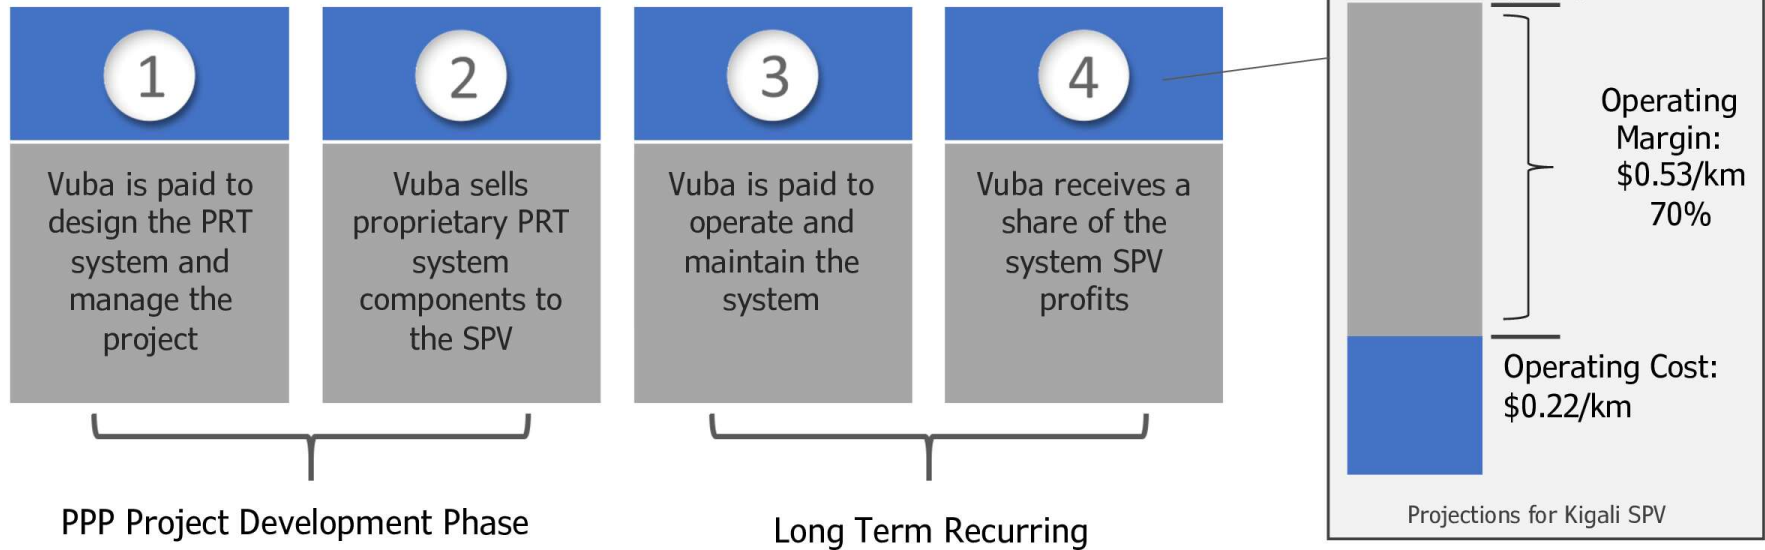 1
Vuba is paid to
design the PRT
system and
manage the
project
2
Vuba sells
proprietary PRT
system
components to
the SPV
3
Vuba is paid to
operate and
maintain the
system
4
Vuba receives a
share of the
system SPV
profits
PPP Project Development Phase
Long Term Recurring
Operating
Margin:
$0.53/km
70%
Operating Cost:
$0.22/km
Projections for Kigali SPV